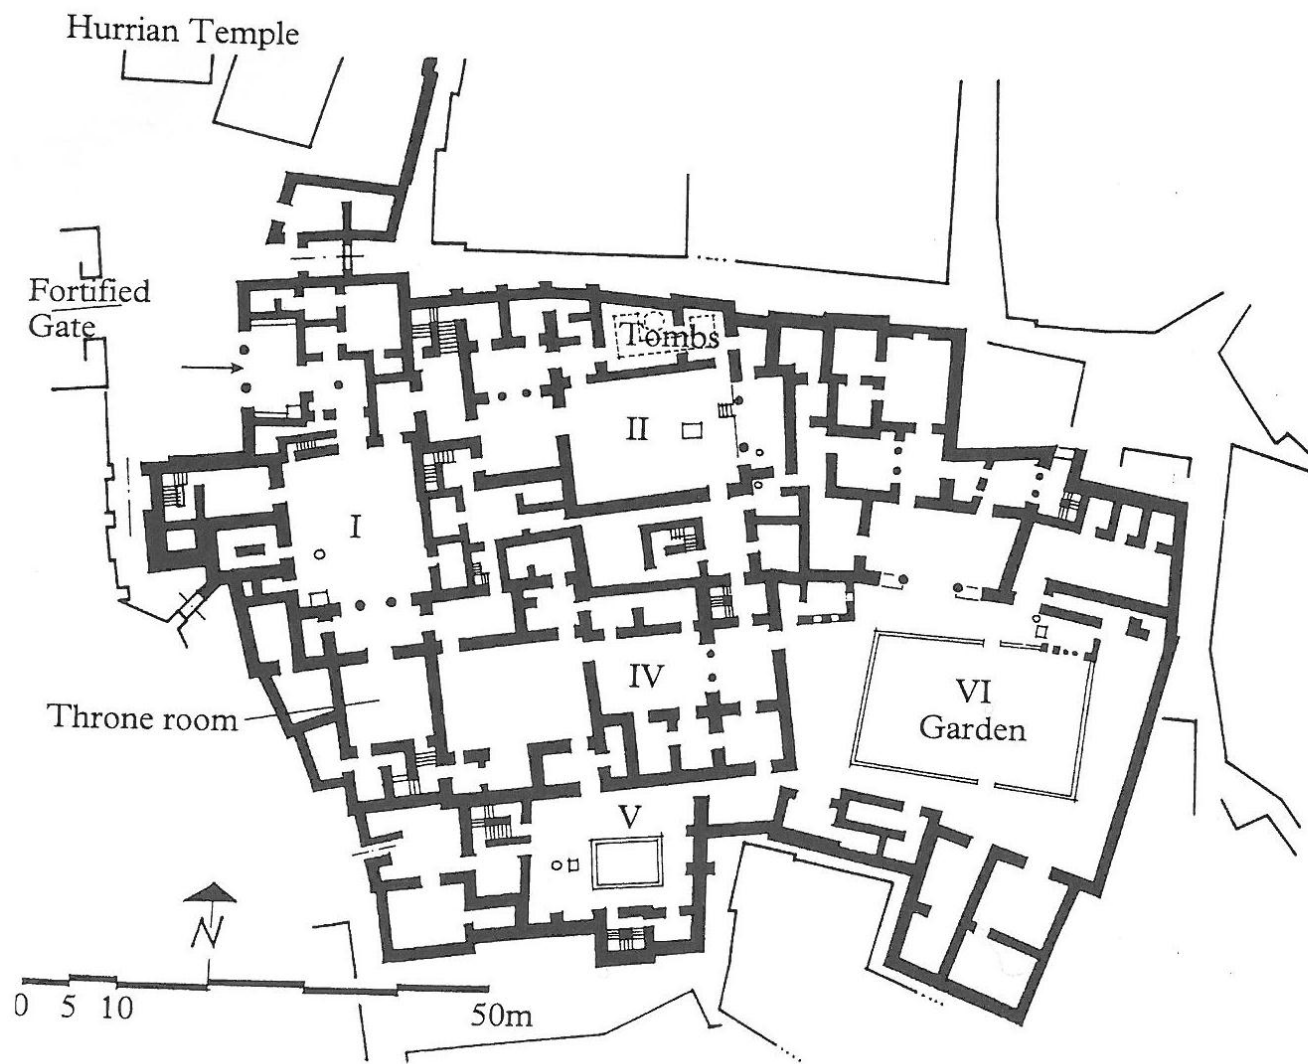 Hurrian Temple
Fortified
Gate
Tombs
II
I
Throne room
IV
VI
Garden
V
N
0 5 10 50m